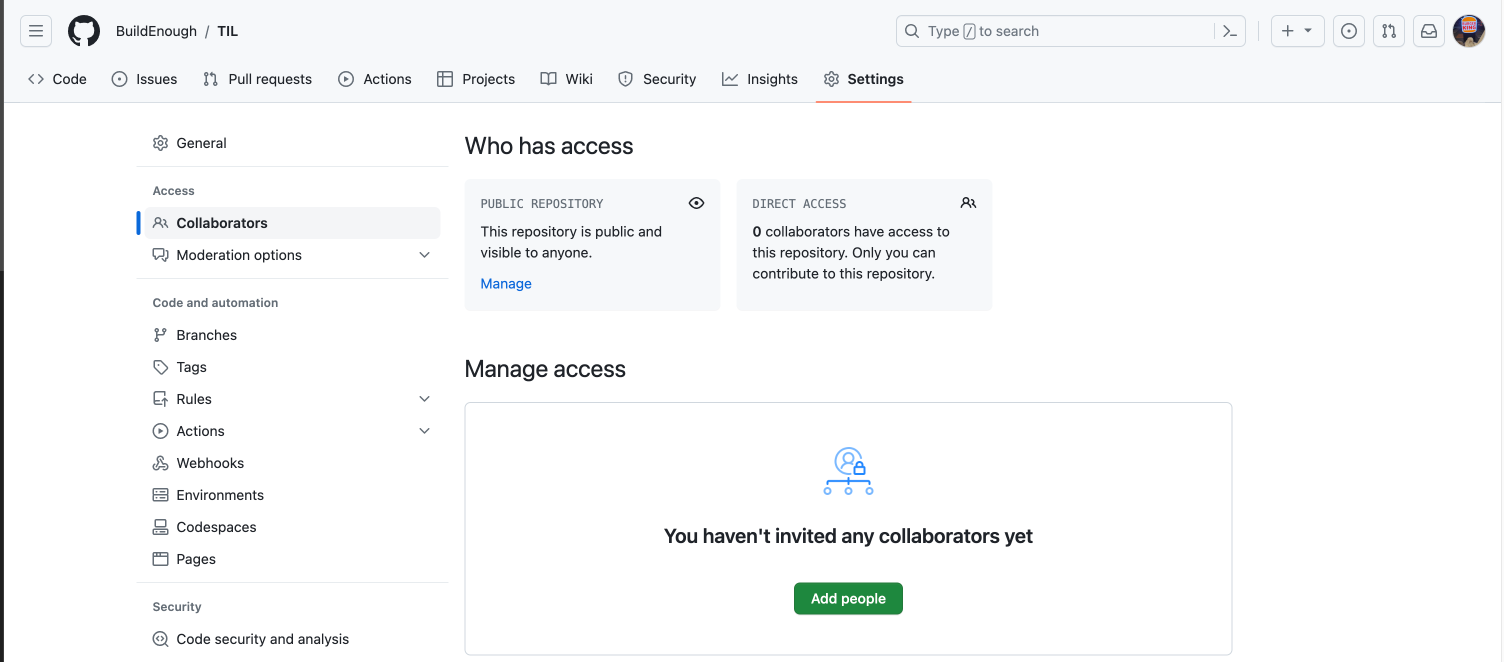 BuildEnough / TIL
Type / to search
Code Issues Pull requests Actions Projects Wiki Security Insights Settings
General
Access
Collaborators
Moderation options
Code and automation
Branches
Tags
Rules
Actions
Webhooks
Environments
Codespaces
Pages
Security
Code security and analysis
Who has access
PUBLIC REPOSITORY
This repository is public and
visible to anyone.
Manage
DIRECT ACCESS
0 collaborators have access to
this repository. Only you can
contribute to this repository.
Manage access
You haven't invited any collaborators yet
Add people